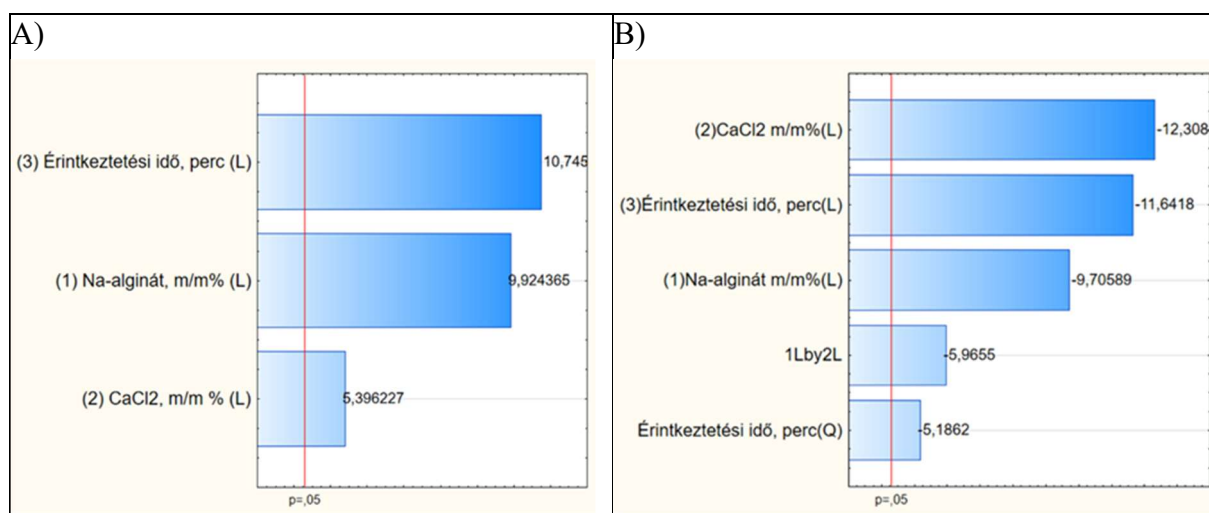 A)
(3) Érintkeztetési idő, perc (L)
10,745
(1) Na-alginát, m/m% (L)
9,924365
(2) CaCl2, m/m % (L)
5,396227
p=,05
B)
(2)CaCl2 m/m%(L)
-12,3084
(3)Érintkeztetési idő, perc(L)
-11,6418
(1)Na-alginát m/m%(L)
-9,70589
1Lby2L
-5,9655
Érintkeztetési idő, perc(Q)
-5,1862
p=,05